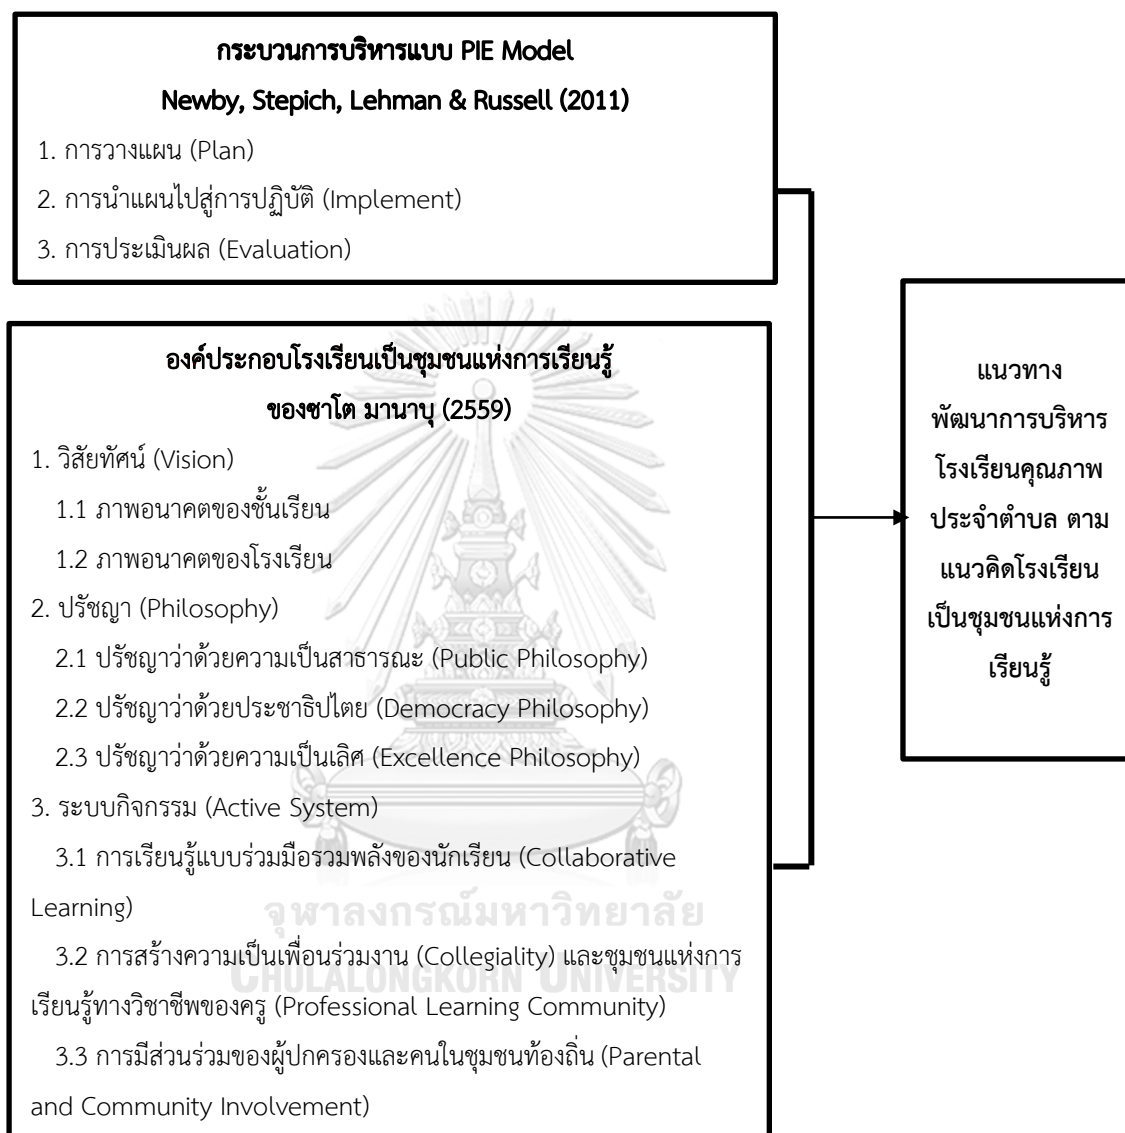 กระบวนการบริหารแบบ PIE Model
Newby, Stepich, Lehman & Russell (2011)
1. การวางแผน (Plan)
2. การนำแผนไปสู่การปฏิบัติ (Implement)
3. การประเมินผล (Evaluation)
องค์ประกอบโรงเรียนเป็นชุมชนแห่งการเรียนรู้
ของซาโต มานาบุ (2559)
1. วิสัยทัศน์ (Vision)
1.1 ภาพอนาคตของชั้นเรียน
1.2 ภาพอนาคตของโรงเรียน
2. ปรัชญา (Philosophy)
2.1 ปรัชญาว่าด้วยความเป็นสาธารณะ (Public Philosophy)
2.2 ปรัชญาว่าด้วยประชาธิปไตย (Democracy Philosophy)
2.3 ปรัชญาว่าด้วยความเป็นเลิศ (Excellence Philosophy)
3. ระบบกิจกรรม (Active System)
3.1 การเรียนรู้แบบร่วมมือรวมพลังของนักเรียน (Collaborative
Learning)
จุฬาลงกรณ์มหาวิทยาลัย
3.2 การสร้างความเป็นเพื่อนร่วมงาน (Collegiality) และชุมชนแห่งการ
CHULALONGKORN UNIVERSITY
เรียนรู้ทางวิชาชีพของครู (Professional Learning Community)
3.3 การมีส่วนร่วมของผู้ปกครองและคนในชุมชนท้องถิ่น (Parental
and Community Involvement)
แนวทาง
พัฒนาการบริหาร
โรงเรียนคุณภาพ
ประจำตำบล ตาม
แนวคิดโรงเรียน
เป็นชุมชนแห่งการ
เรียนรู้